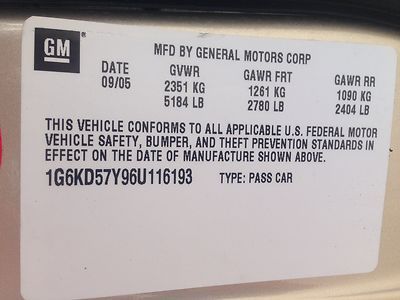 GM
MFD BY GENERAL MOTORS CORP
DATE GVWR GAWR FRT GAWR RR
09/05 2351 KG 1261 KG 1090 KG
5184 LB 2780 LB 2404 LB
THIS VEHICLE CONFORMS TO ALL APPLICABLE U.S. FEDERAL MOTOR
VEHICLE SAFETY, BUMPER, AND THEFT PREVENTION STANDARDS IN
EFFECT ON THE DATE OF MANUFACTURE SHOWN ABOVE.
1G6KD57Y96U116193 TYPE: PASS CAR